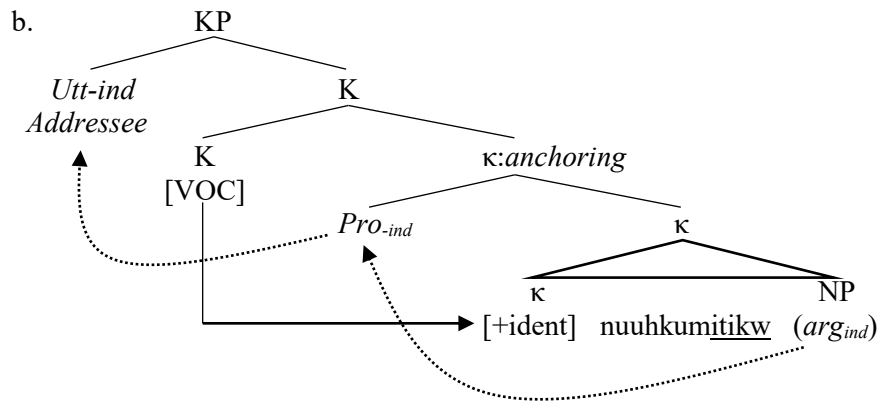 b.
KP
Utt-ind K
Addressee
K κ:anchoring
[VOC]
Pro-ind κ
κ NP
[+ident] nuuhkumitikw (argind)